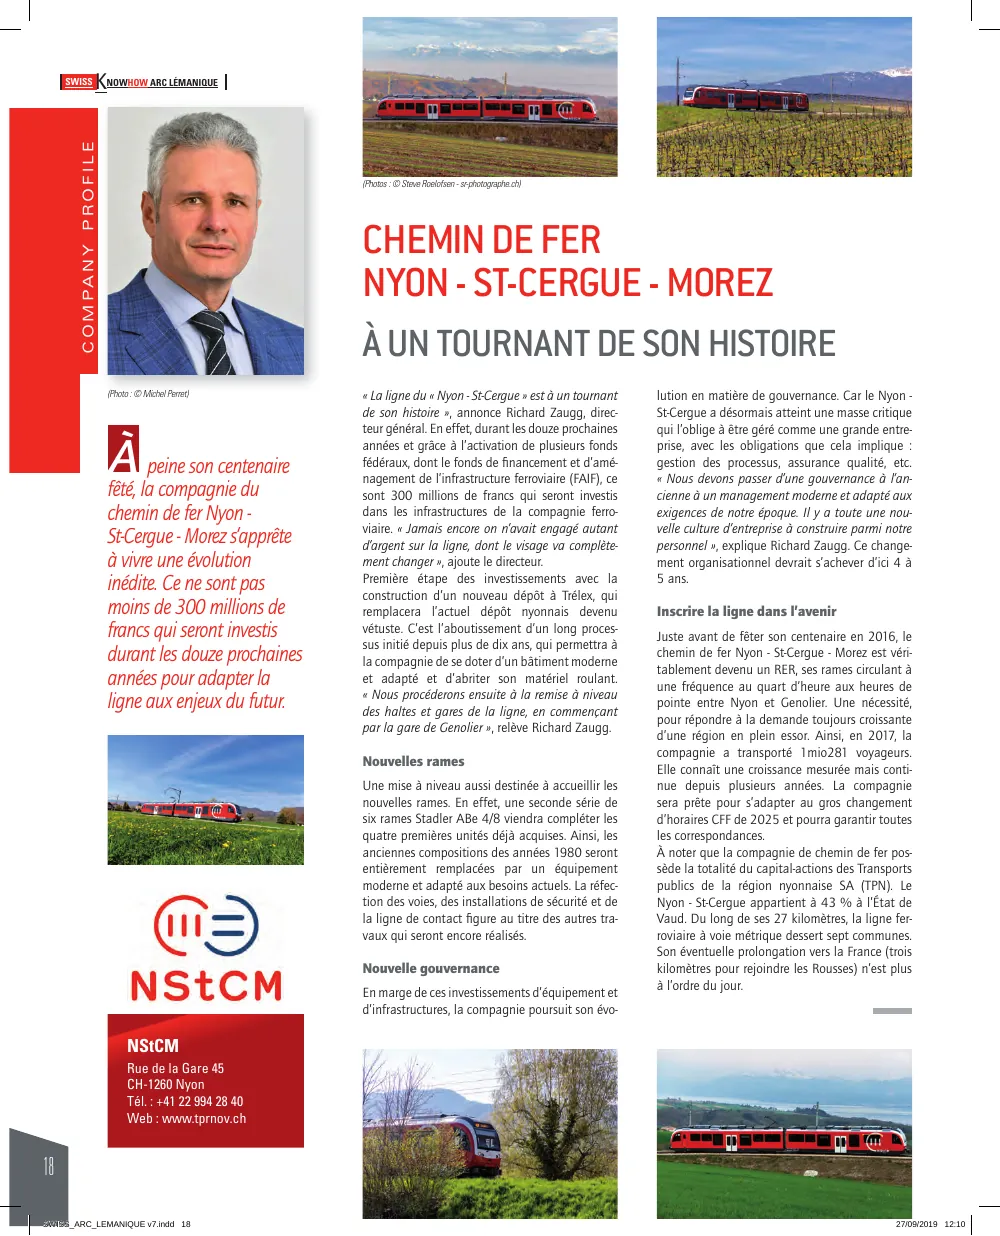 SWISS KNOWHOW ARC LÉMANIQUE
COMPANY PROFILE
(Photo : © Michel Perret)
À peine son centenaire
fêté, la compagnie du
chemin de fer Nyon -
St-Cergue - Morez s’apprête
à vivre une évolution
inédite. Ce ne sont pas
moins de 300 millions de
francs qui seront investis
durant les douze prochaines
années pour adapter la
ligne aux enjeux du futur.
NStCM
NStCM
Rue de la Gare 45
CH-1260 Nyon
Tél. : +41 22 994 28 40
Web : www.tprnov.ch
(Photos : © Steve Roelofsen - sr-photographe.ch)
CHEMIN DE FER
NYON - ST-CERGUE - MOREZ
À UN TOURNANT DE SON HISTOIRE
« La ligne du « Nyon - St-Cergue » est à un tournant
de son histoire », annonce Richard Zaugg, direc-
teur général. En effet, durant les douze prochaines
années et grâce à l’activation de plusieurs fonds
fédéraux, dont le fonds de financement et d’amé-
nagement de l’infrastructure ferroviaire (FAIF), ce
sont 300 millions de francs qui seront investis
dans les infrastructures de la compagnie ferro-
viaire. « Jamais encore on n’avait engagé autant
d’argent sur la ligne, dont le visage va complète-
ment changer », ajoute le directeur.
Première étape des investissements avec la
construction d’un nouveau dépôt à Trélex, qui
remplacera l’actuel dépôt nyonnais devenu
vétuste. C’est l’aboutissement d’un long proces-
sus initié depuis plus de dix ans, qui permettra à
la compagnie de se doter d’un bâtiment moderne
et adapté et d’abriter son matériel roulant.
« Nous procéderons ensuite à la remise à niveau
des haltes et gares de la ligne, en commençant
par la gare de Genolier », relève Richard Zaugg.
Nouvelles rames
Une mise à niveau aussi destinée à accueillir les
nouvelles rames. En effet, une seconde série de
six rames Stadler ABe 4/8 viendra compléter les
quatre premières unités déjà acquises. Ainsi, les
anciennes compositions des années 1980 seront
entièrement remplacées par un équipement
moderne et adapté aux besoins actuels. La réfec-
tion des voies, des installations de sécurité et de
la ligne de contact figure au titre des autres tra-
vaux qui seront encore réalisés.
Nouvelle gouvernance
En marge de ces investissements d’équipement et
d’infrastructures, la compagnie poursuit son évo-
lution en matière de gouvernance. Car le Nyon -
St-Cergue a désormais atteint une masse critique
qui l’oblige à être géré comme une grande entre-
prise, avec les obligations que cela implique :
gestion des processus, assurance qualité, etc.
« Nous devons passer d’une gouvernance à l’an-
cienne à un management moderne et adapté aux
exigences de notre époque. Il y a toute une nou-
velle culture d’entreprise à construire parmi notre
personnel », explique Richard Zaugg. Ce change-
ment organisationnel devrait s’achever d’ici 4 à
5 ans.
Inscrire la ligne dans l’avenir
Juste avant de fêter son centenaire en 2016, le
chemin de fer Nyon - St-Cergue - Morez est véri-
tablement devenu un RER, ses rames circulant à
une fréquence au quart d’heure aux heures de
pointe entre Nyon et Genolier. Une nécessité,
pour répondre à la demande toujours croissante
d’une région en plein essor. Ainsi, en 2017, la
compagnie a transporté 1mio281 voyageurs.
Elle connaît une croissance mesurée mais conti-
nue depuis plusieurs années. La compagnie
sera prête pour s’adapter au gros changement
d’horaires CFF de 2025 et pourra garantir toutes
les correspondances.
À noter que la compagnie de chemin de fer pos-
sède la totalité du capital-actions des Transports
publics de la région nyonnaise SA (TPN). Le
Nyon - St-Cergue appartient à 43 % à l’État de
Vaud. Du long de ses 27 kilomètres, la ligne fer-
roviaire à voie métrique dessert sept communes.
Son éventuelle prolongation vers la France (trois
kilomètres pour rejoindre les Rousses) n’est plus
à l’ordre du jour.
18
SWISS_ARC_LEMANIQUE v7.indd 18
27/09/2019 12:10